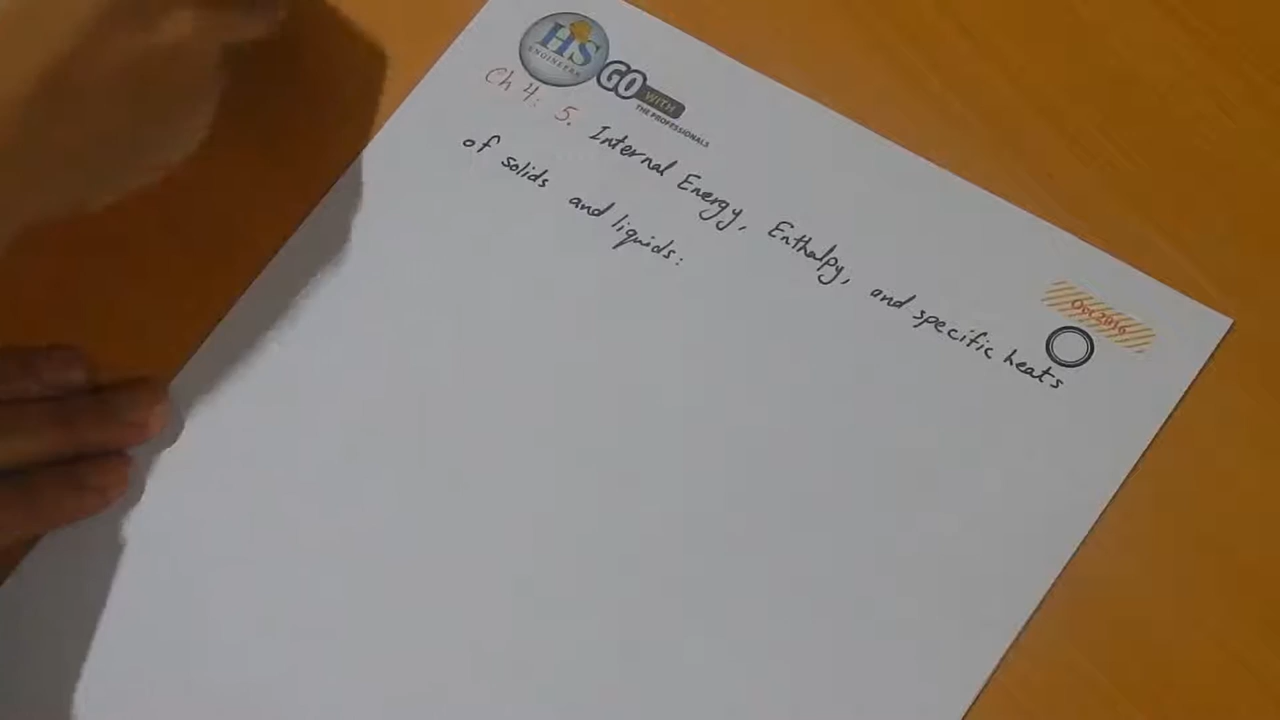 HS
ENGINEERS
GO WITH
THE PROFESSIONALS
Ch 4: 5. Internal Energy, Enthalpy, and specific heats
of solids and liquids: